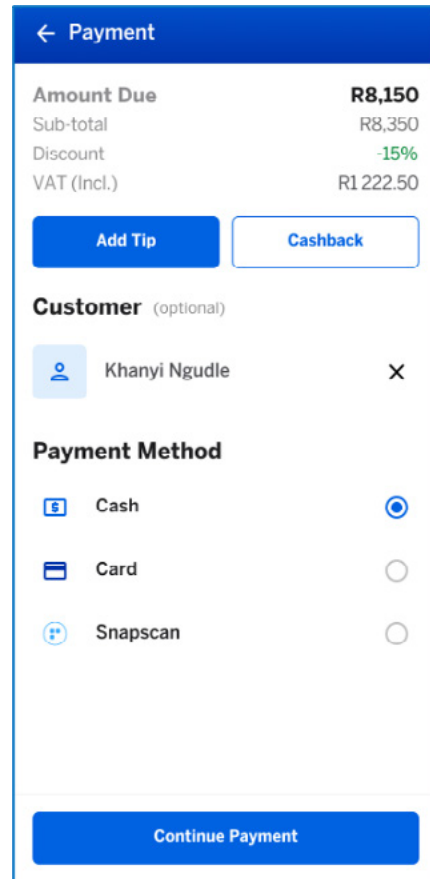 ← Payment
Amount Due R8,150
Sub-total R8,350
Discount -15%
VAT (Incl.) R1 222.50
Add Tip Cashback
Customer (optional)
Khanyi Ngudle
Payment Method
Cash
Card
Snapscan
Continue Payment